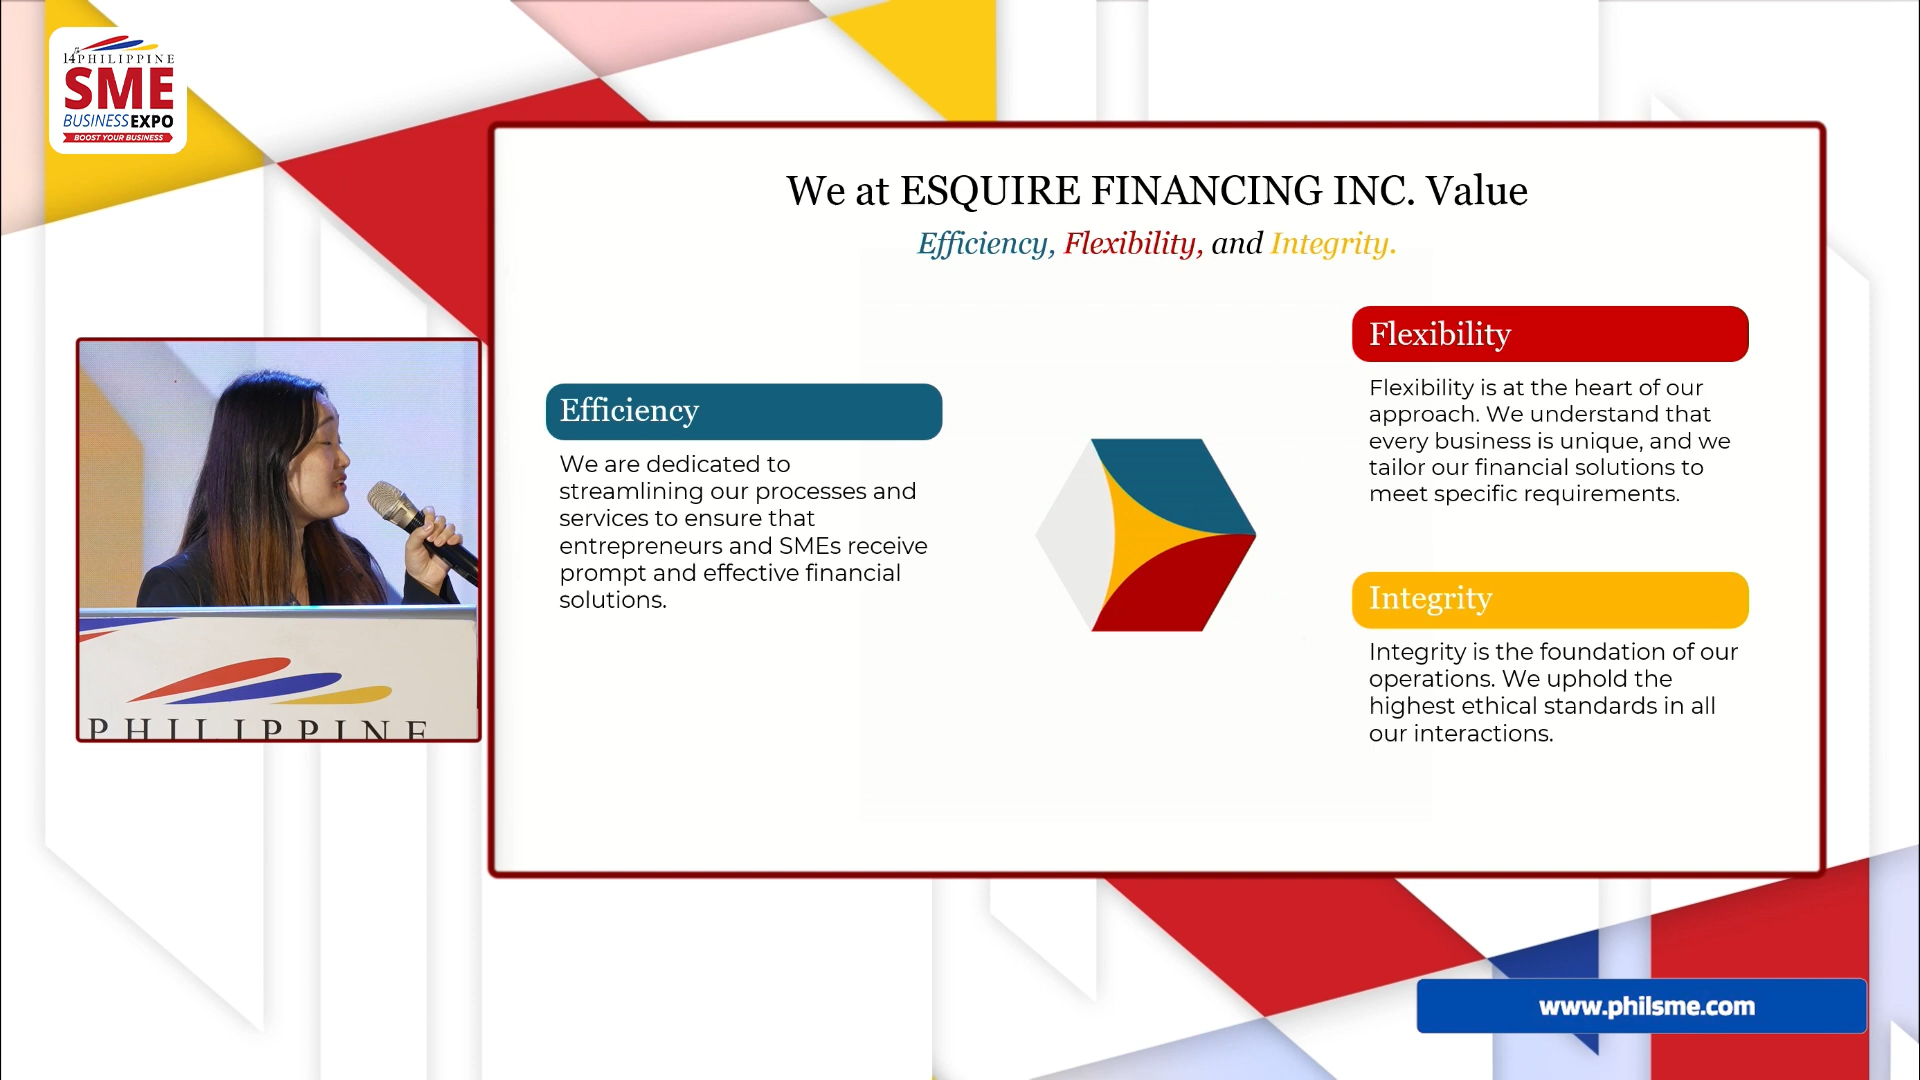 14th PHILIPPINE
SME
BUSINESS EXPO
BOOST YOUR BUSINESS
We at ESQUIRE FINANCING INC. Value
Efficiency, Flexibility, and Integrity.
Efficiency
We are dedicated to
streamlining our processes and
services to ensure that
entrepreneurs and SMEs receive
prompt and effective financial
solutions.
Flexibility
Flexibility is at the heart of our
approach. We understand that
every business is unique, and we
tailor our financial solutions to
meet specific requirements.
Integrity
Integrity is the foundation of our
operations. We uphold the
highest ethical standards in all
our interactions.
PHILIPPINE
www.philsme.com